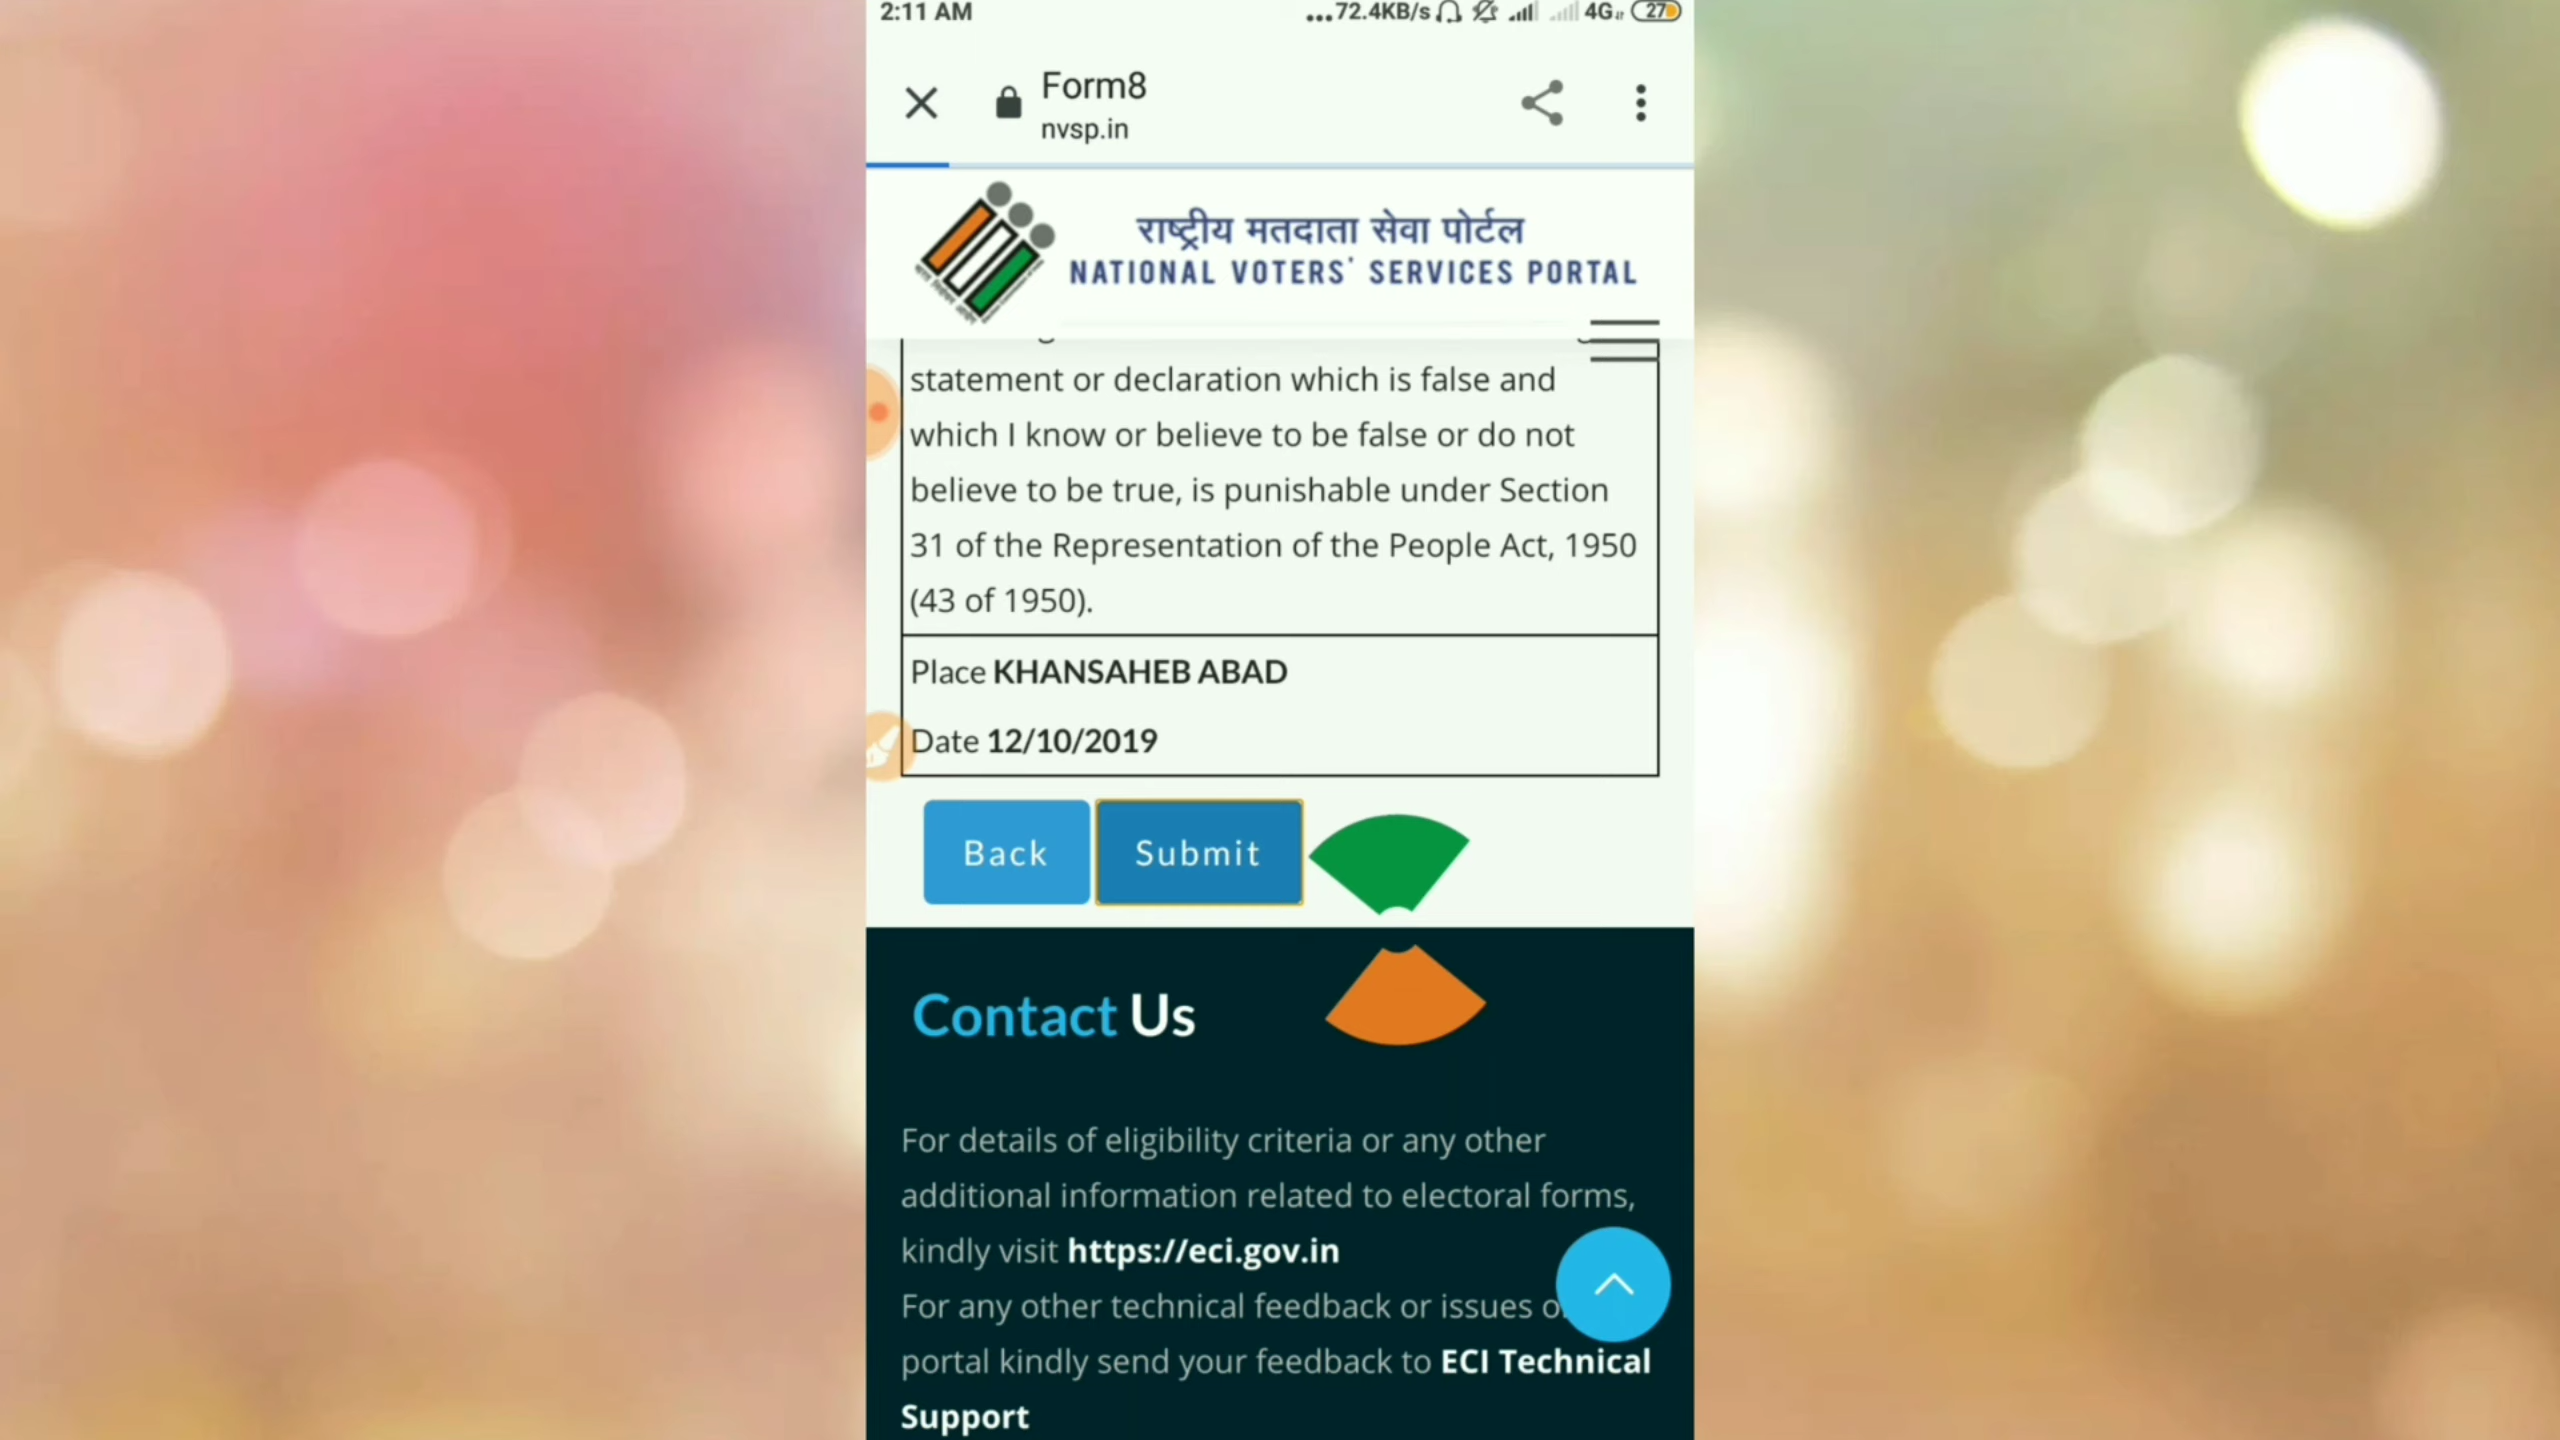 2:11 AM
...72.4KB/s 4G 27
Form8
nvsp.in
राष्ट्रीय मतदाता सेवा पोर्टल
NATIONAL VOTERS' SERVICES PORTAL
statement or declaration which is false and
which I know or believe to be false or do not
believe to be true, is punishable under Section
31 of the Representation of the People Act, 1950
(43 of 1950).
Place KHANSAHEB ABAD
Date 12/10/2019
Back Submit
Contact Us
For details of eligibility criteria or any other
additional information related to electoral forms,
kindly visit https://eci.gov.in
For any other technical feedback or issues
portal kindly send your feedback to ECI Technical
Support